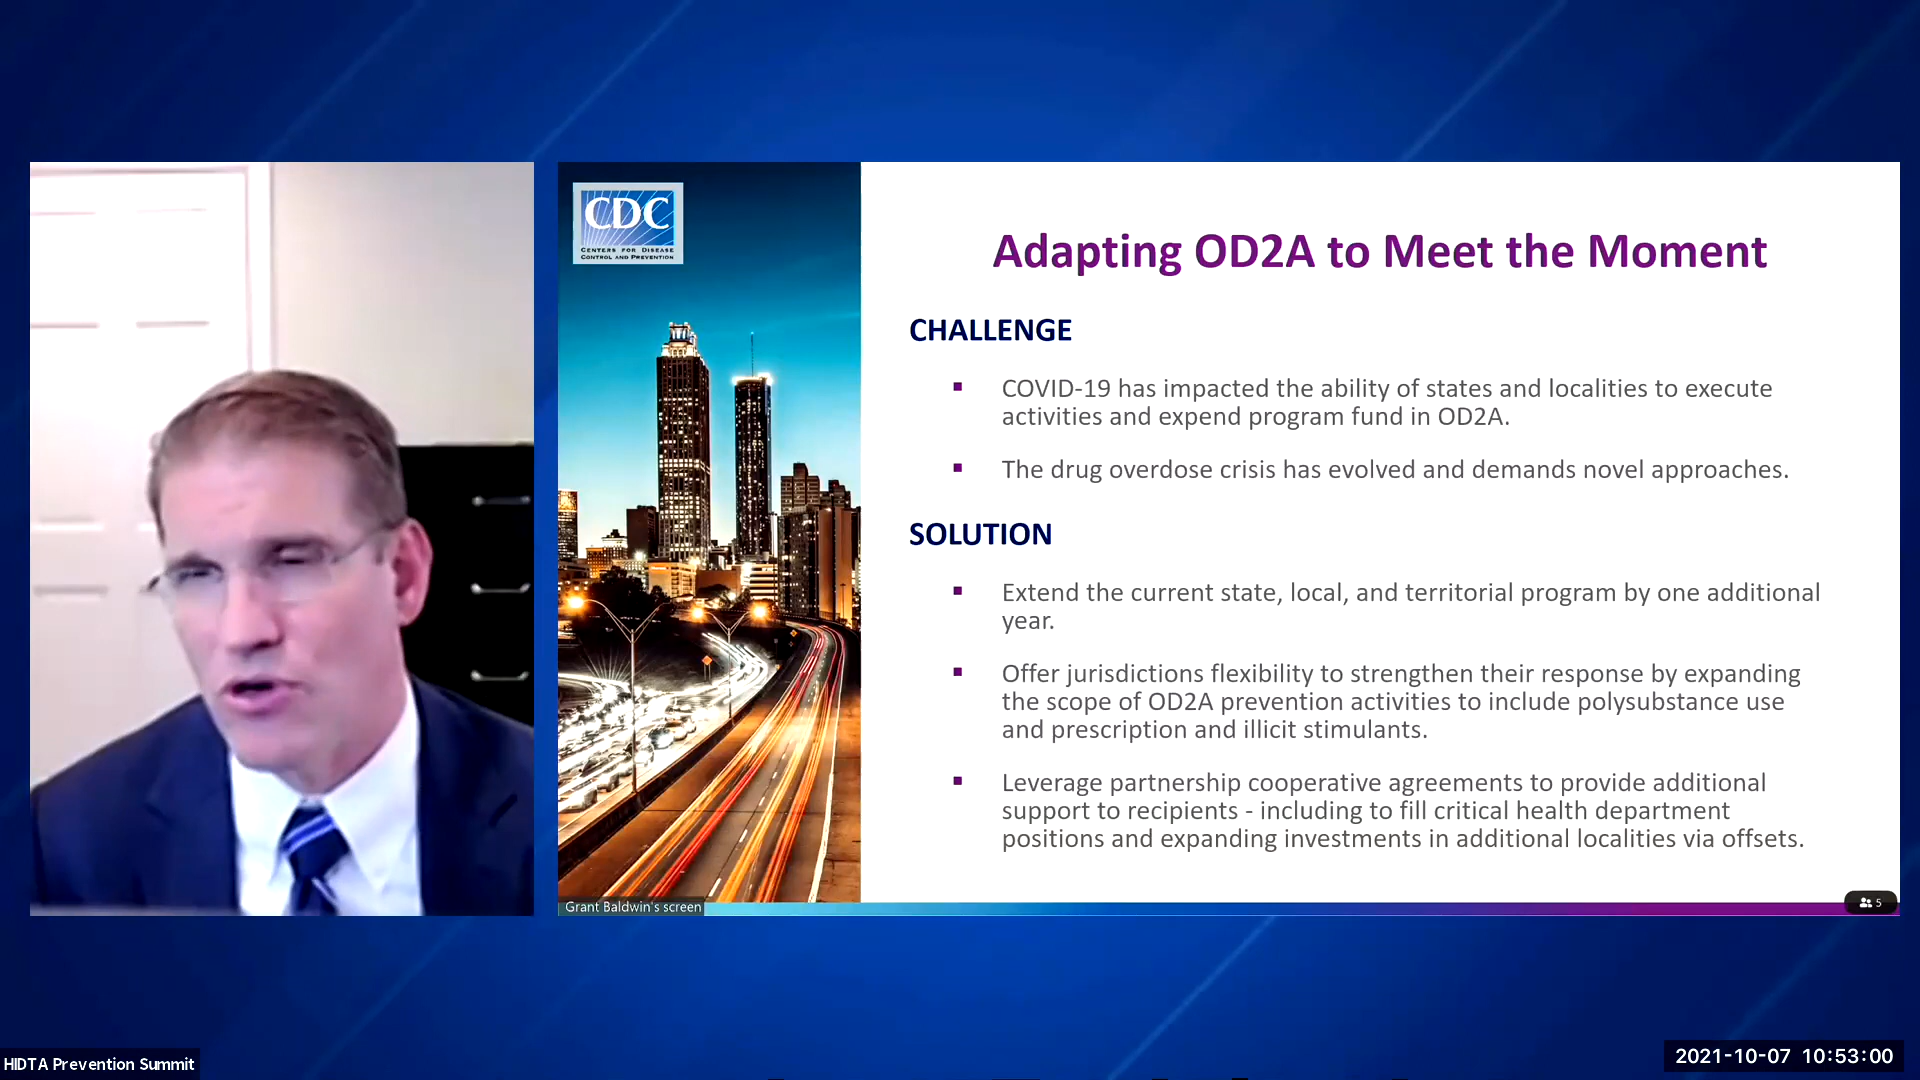 CDC
CENTERS FOR DISEASE
CONTROL AND PREVENTION
Adapting OD2A to Meet the Moment
CHALLENGE
▪ COVID-19 has impacted the ability of states and localities to execute
activities and expend program fund in OD2A.
▪ The drug overdose crisis has evolved and demands novel approaches.
SOLUTION
▪ Extend the current state, local, and territorial program by one additional
year.
▪ Offer jurisdictions flexibility to strengthen their response by expanding
the scope of OD2A prevention activities to include polysubstance use
and prescription and illicit stimulants.
▪ Leverage partnership cooperative agreements to provide additional
support to recipients - including to fill critical health department
positions and expanding investments in additional localities via offsets.
Grant Baldwin's screen
5
HIDTA Prevention Summit
2021-10-07 10:53:00